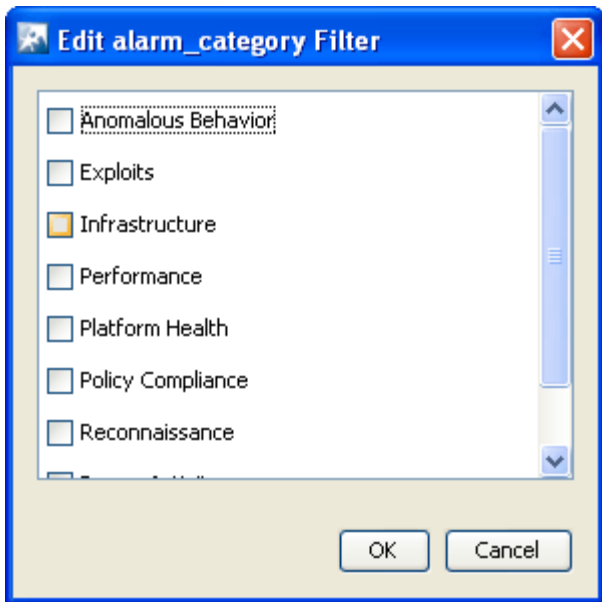 Edit alarm_category Filter
Anomalous Behavior
Exploits
Infrastructure
Performance
Platform Health
Policy Compliance
Reconnaissance
OK
Cancel